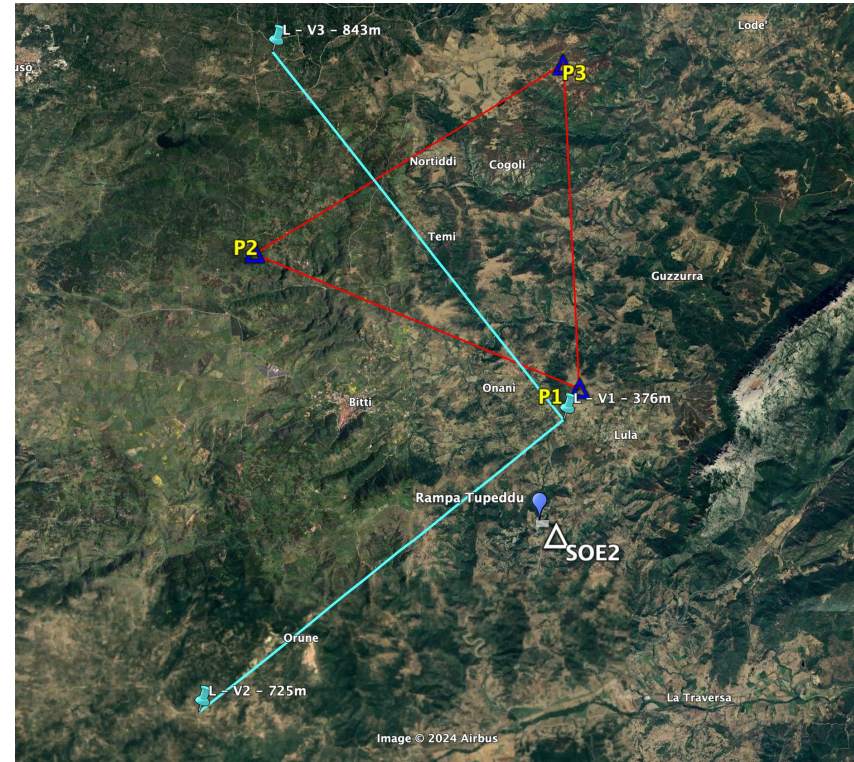 Lode'
L - V3 - 843m
uso
P3
Nortiddi
Cogoli
Temi
P2
Guzzurra
Onani
P1
L - V1 - 376m
Bitti
Lula
Rampa Tupeddu
SOE2
Orune
L - V2 - 725m
La Traversa
Image © 2024 Airbus